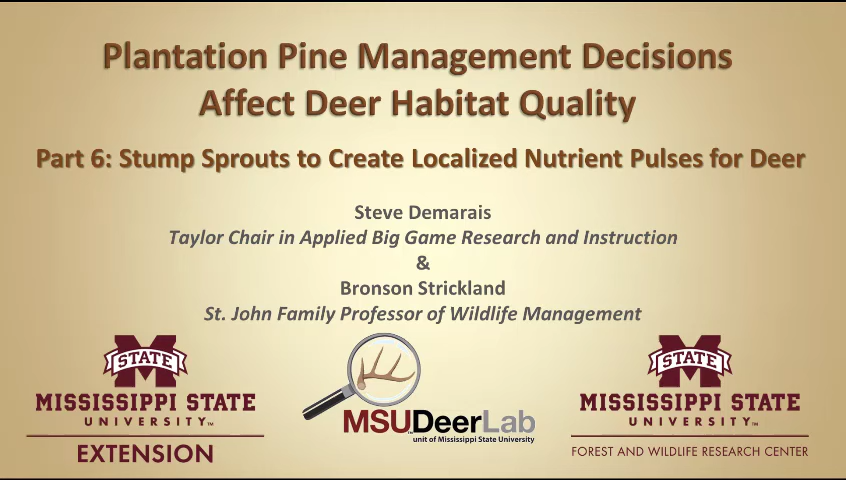 Plantation Pine Management Decisions
Affect Deer Habitat Quality
Part 6: Stump Sprouts to Create Localized Nutrient Pulses for Deer
Steve Demarais
Taylor Chair in Applied Big Game Research and Instruction
&
Bronson Strickland
St. John Family Professor of Wildlife Management
STATE
MISSISSIPPI STATE
UNIVERSITY™
EXTENSION
MSUDeerLab
unit of Mississippi State University
STATE
MISSISSIPPI STATE
UNIVERSITY™
FOREST AND WILDLIFE RESEARCH CENTER